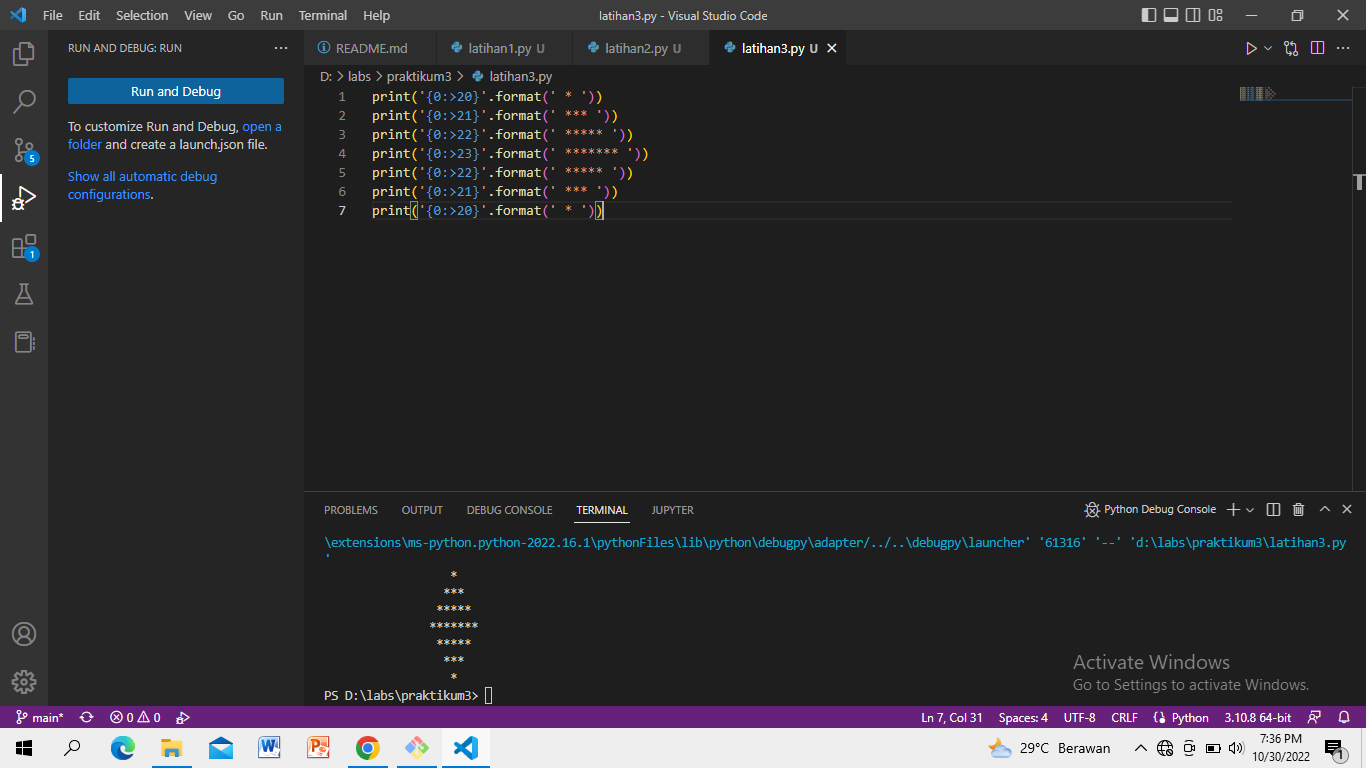 File Edit Selection View Go Run Terminal Help
latihan3.py - Visual Studio Code
RUN AND DEBUG: RUN
Run and Debug
To customize Run and Debug, open a
folder and create a launch.json file.
Show all automatic debug
configurations.
5
1
README.md
latihan1.py U
latihan2.py U
latihan3.py U
D: > labs > praktikum3 > latihan3.py
1 print('{0:>20}'.format(' * '))
2 print('{0:>21}'.format(' *** '))
3 print('{0:>22}'.format(' ***** '))
4 print('{0:>23}'.format(' ******* '))
5 print('{0:>22}'.format(' ***** '))
6 print('{0:>21}'.format(' *** '))
7 print('{0:>20}'.format(' * '))
PROBLEMS OUTPUT DEBUG CONSOLE TERMINAL JUPYTER
Python Debug Console
\extensions\ms-python.python-2022.16.1\pythonFiles\lib\python\debugpy\adapter/../..\debugpy\launcher' '61316' '--' 'd:\labs\praktikum3\latihan3.py
'
*
***
*****
*******
*****
***
*
PS D:\labs\praktikum3>
Activate Windows
Go to Settings to activate Windows.
main* 0 0 Ln 7, Col 31 Spaces: 4 UTF-8 CRLF Python 3.10.8 64-bit
29°C Berawan
7:36 PM
10/30/2022
1